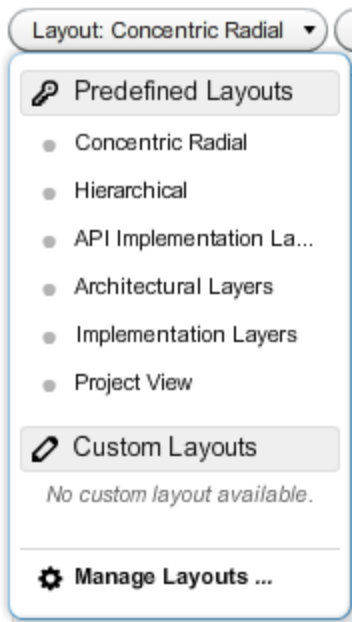 Layout: Concentric Radial
Predefined Layouts
Concentric Radial
Hierarchical
API Implementation La...
Architectural Layers
Implementation Layers
Project View
Custom Layouts
No custom layout available.
Manage Layouts ...